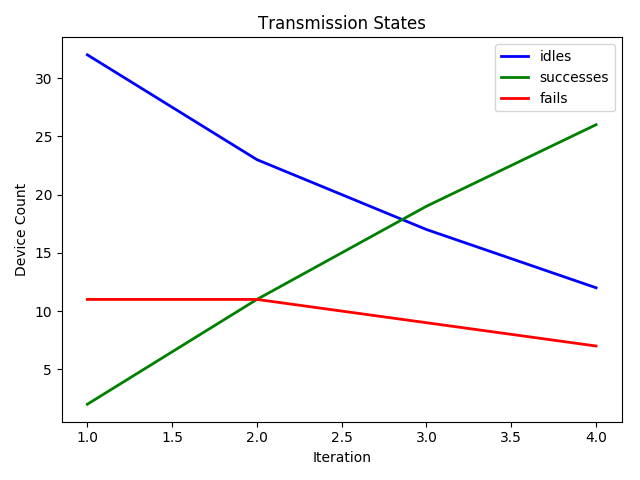 Transmission States
idles
successes
fails
Device Count
30
25
20
15
10
5
1.0 1.5 2.0 2.5 3.0 3.5 4.0
Iteration